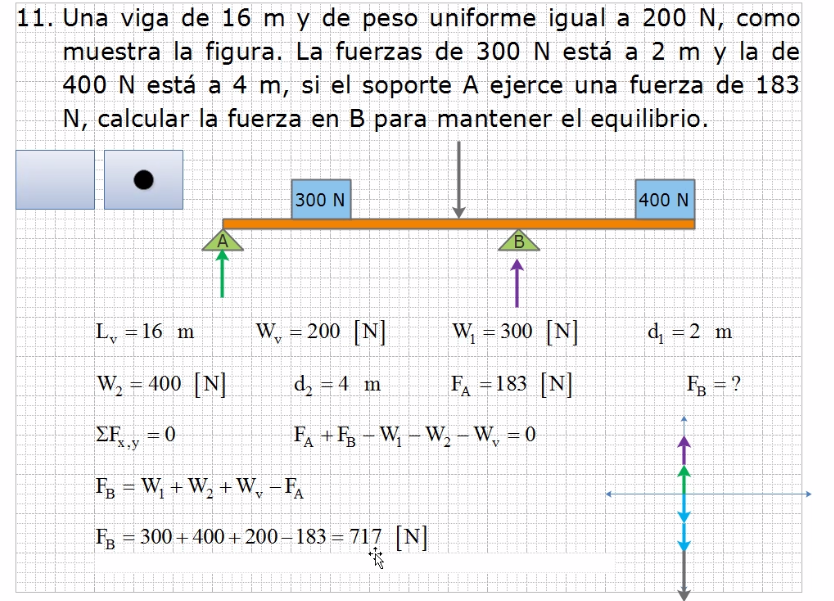 11. Una viga de 16 m y de peso uniforme igual a 200 N, como
muestra la figura. La fuerzas de 300 N está a 2 m y la de
400 N está a 4 m, si el soporte A ejerce una fuerza de 183
N, calcular la fuerza en B para mantener el equilibrio.
300 N
400 N
A
B
L_v = 16 m W_v = 200 [N] W_1 = 300 [N] d_1 = 2 m
W_2 = 400 [N] d_2 = 4 m F_A = 183 [N] F_B = ?
ΣF_x,y = 0 F_A + F_B − W_1 − W_2 − W_v = 0
F_B = W_1 + W_2 + W_v − F_A
F_B = 300 + 400 + 200 − 183 = 717 [N]